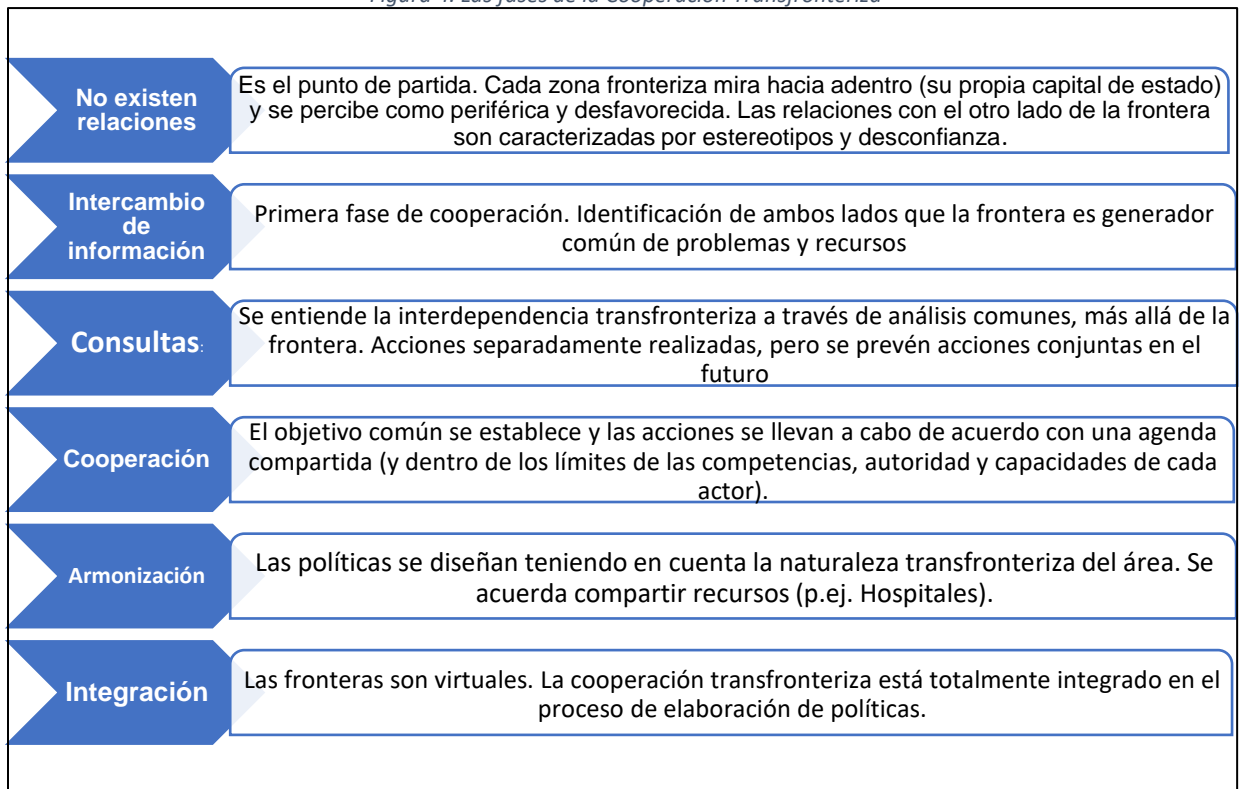 Las fases de la Cooperación Transfronteriza
No existen
relaciones
Es el punto de partida. Cada zona fronteriza mira hacia adentro (su propia capital de estado)
y se percibe como periférica y desfavorecida. Las relaciones con el otro lado de la frontera
son caracterizadas por estereotipos y desconfianza.
Intercambio
de
información
Primera fase de cooperación. Identificación de ambos lados que la frontera es generador
común de problemas y recursos
Consultas:
Se entiende la interdependencia transfronteriza a través de análisis comunes, más allá de la
frontera. Acciones separadamente realizadas, pero se prevén acciones conjuntas en el
futuro
Cooperación
El objetivo común se establece y las acciones se llevan a cabo de acuerdo con una agenda
compartida (y dentro de los límites de las competencias, autoridad y capacidades de cada
actor).
Armonización
Las políticas se diseñan teniendo en cuenta la naturaleza transfronteriza del área. Se
acuerda compartir recursos (p.ej. Hospitales).
Integración
Las fronteras son virtuales. La cooperación transfronteriza está totalmente integrado en el
proceso de elaboración de políticas.